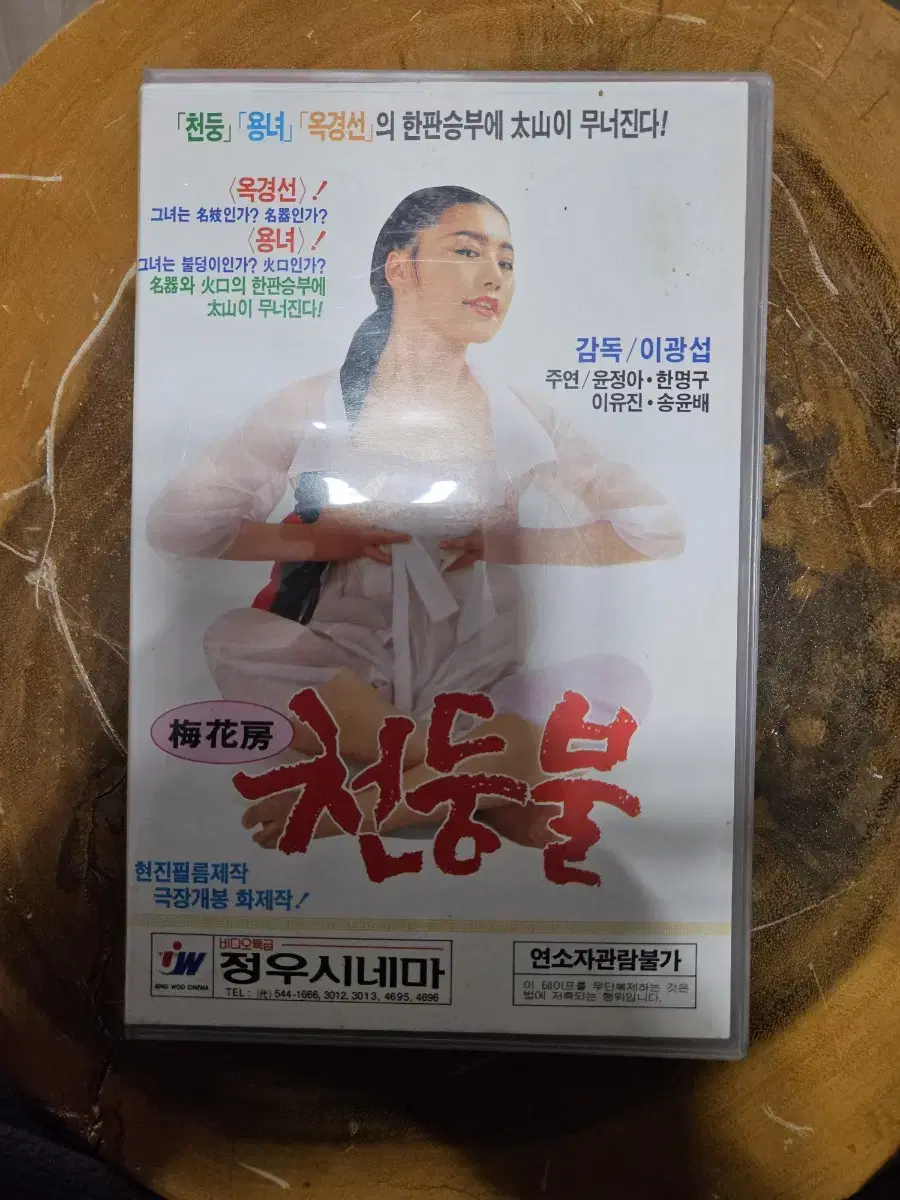 「천둥」「용녀」「옥경선」의 한판승부에 太山이 무너진다!
〈옥경선〉!
그녀는 名妓인가? 名器인가?
〈용녀〉!
그녀는 불덩이인가? 火口인가?
名器와 火口의 한판승부에
太山이 무너진다!
감독/이광섭
주연/윤정아·한명구
이유진·송윤배
梅花房
천둥불
현진필름제작
극장개봉 화제작!
JW
비디오특급
정우시네마
JUNG WOO CINEMA
TEL : (代) 544-1666, 3012, 3013, 4695, 4696
연소자관람불가
이 테이프를 무단복제하는 것은
법에 저촉되는 행위입니다.